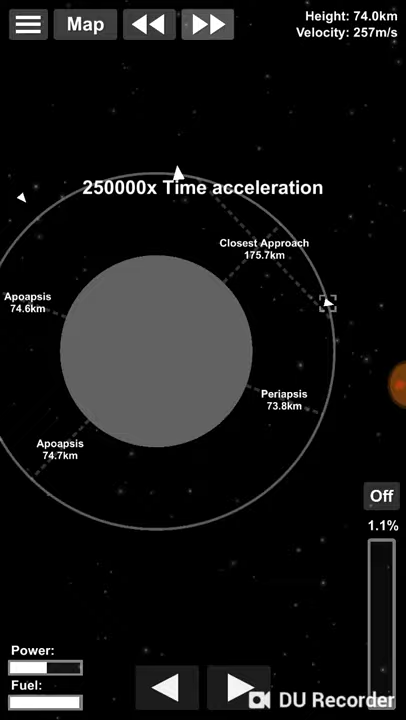 Map
Height: 74.0km
Velocity: 257m/s
250000x Time acceleration
Closest Approach
175.7km
Apoapsis
74.6km
Periapsis
73.8km
Apoapsis
74.7km
Off
1.1%
Power:
Fuel:
DU Recorder